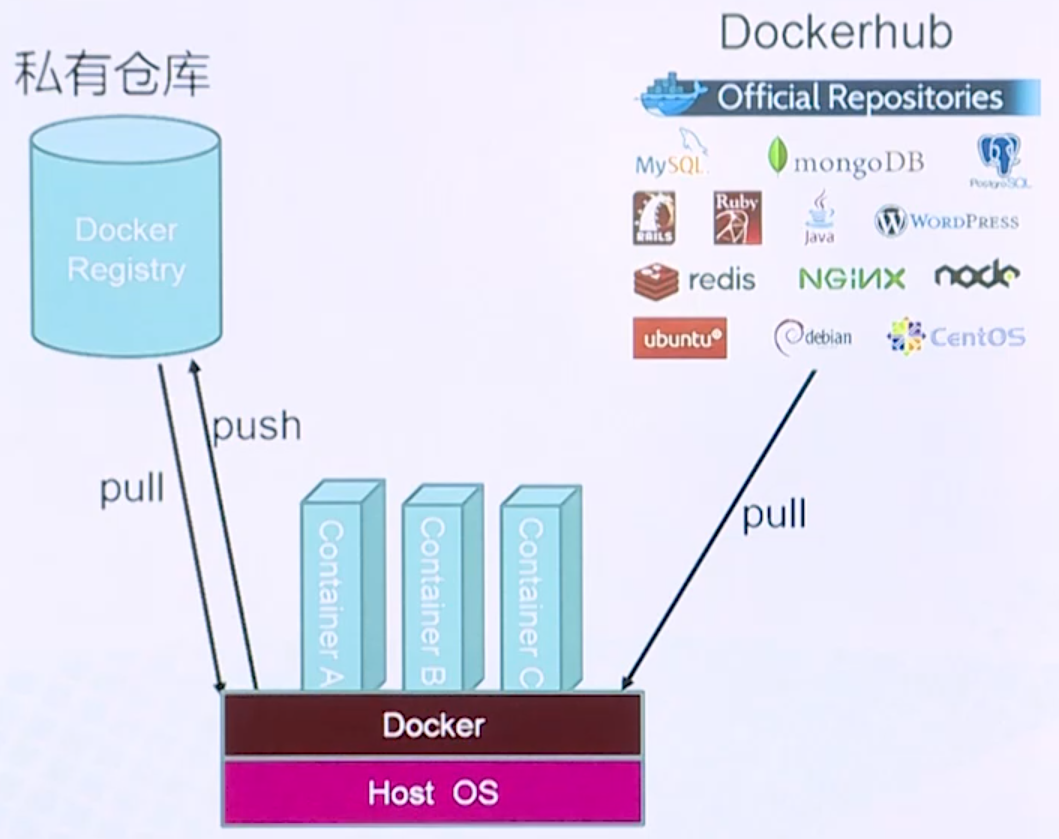 私有仓库
Docker
Registry
push
pull
Dockerhub
Official Repositories
MySQL
mongoDB
PostgreSQL
RAILS
Ruby
Java
WORDPRESS
redis
NGINX
node
ubuntu
debian
CentOS
pull
Container A
Container B
Container C
Docker
Host OS